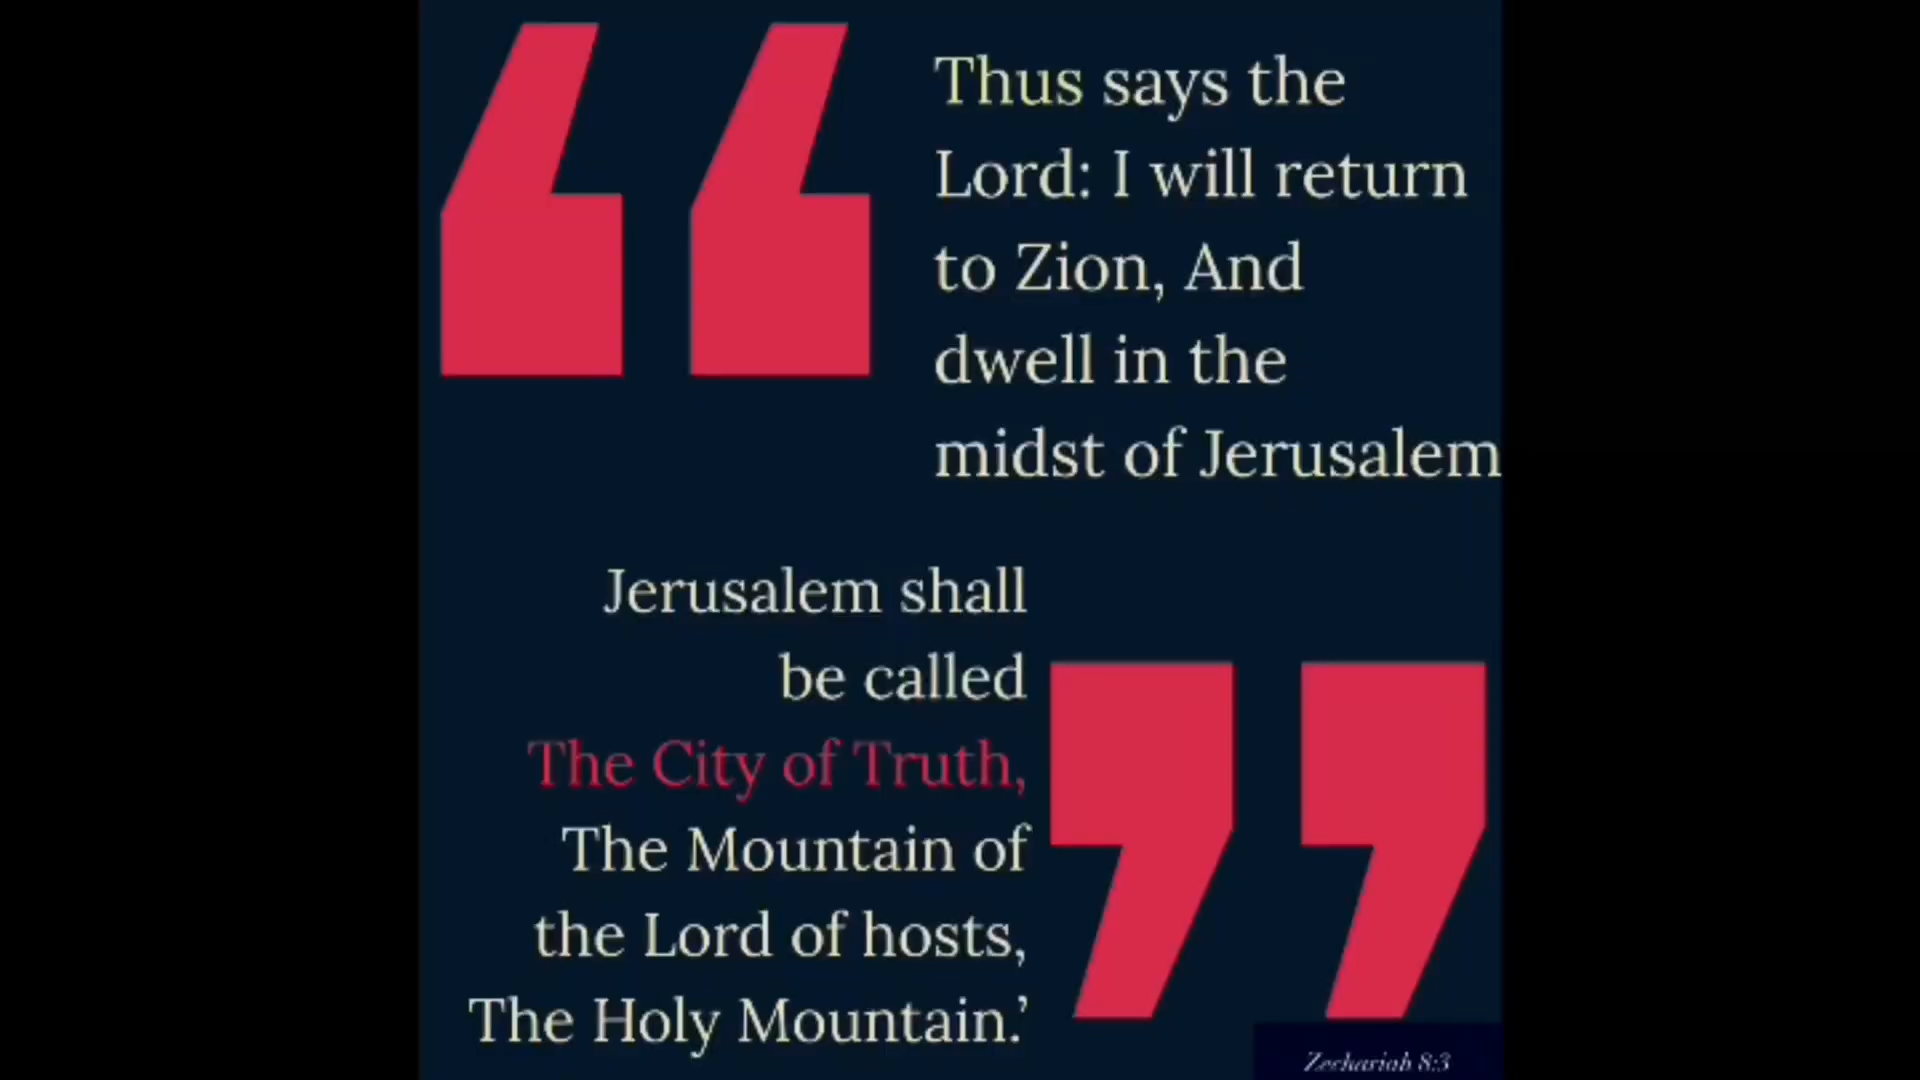 Thus says the
Lord: I will return
to Zion, And
dwell in the
midst of Jerusalem
Jerusalem shall
be called
The City of Truth,
The Mountain of
the Lord of hosts,
The Holy Mountain.’
Zechariah 8:3